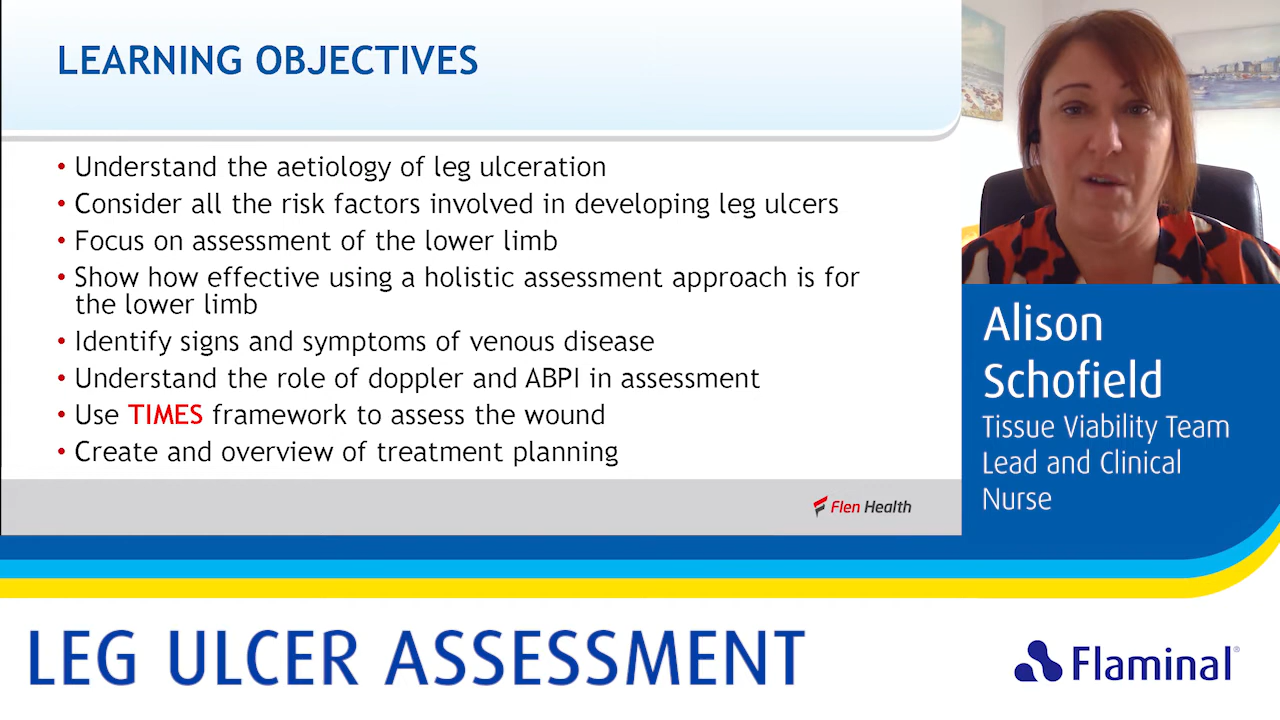 LEARNING OBJECTIVES
• Understand the aetiology of leg ulceration
• Consider all the risk factors involved in developing leg ulcers
• Focus on assessment of the lower limb
• Show how effective using a holistic assessment approach is for
the lower limb
• Identify signs and symptoms of venous disease
• Understand the role of doppler and ABPI in assessment
• Use TIMES framework to assess the wound
• Create and overview of treatment planning
Flen Health
Alison
Schofield
Tissue Viability Team
Lead and Clinical
Nurse
LEG ULCER ASSESSMENT
Flaminal®